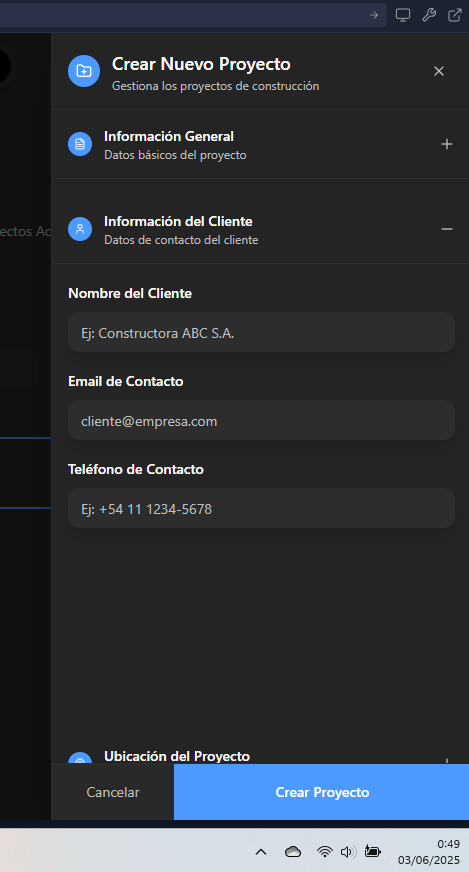 Crear Nuevo Proyecto
Gestiona los proyectos de construcción
Información General
Datos básicos del proyecto
ectos Ac
Información del Cliente
Datos de contacto del cliente
Nombre del Cliente
Ej: Constructora ABC S.A.
Email de Contacto
cliente@empresa.com
Teléfono de Contacto
Ej: +54 11 1234-5678
Ubicación del Proyecto
Cancelar
Crear Proyecto
0:49
03/06/2025